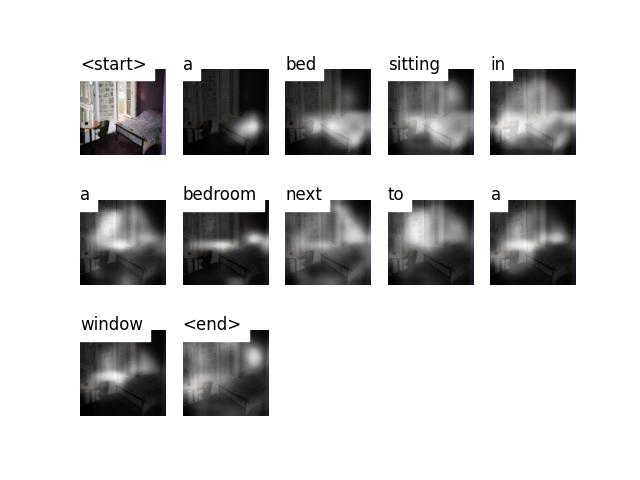 <start> a bed sitting in
a bedroom next to a
window <end>